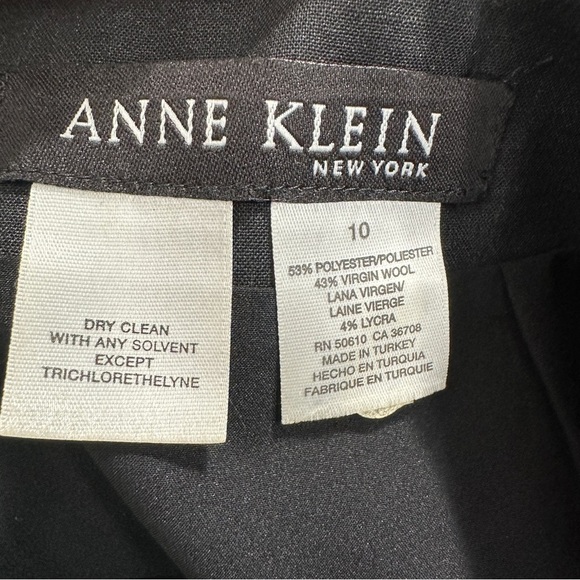 ANNE KLEIN
NEW YORK
DRY CLEAN
WITH ANY SOLVENT
EXCEPT
TRICHLORETHELYNE
10
53% POLYESTER/POLIESTER
43% VIRGIN WOOL
LANA VIRGEN/
LAINE VIERGE
4% LYCRA
RN 50610 CA 36708
MADE IN TURKEY
HECHO EN TURQUIA
FABRIQUE EN TURQUIE